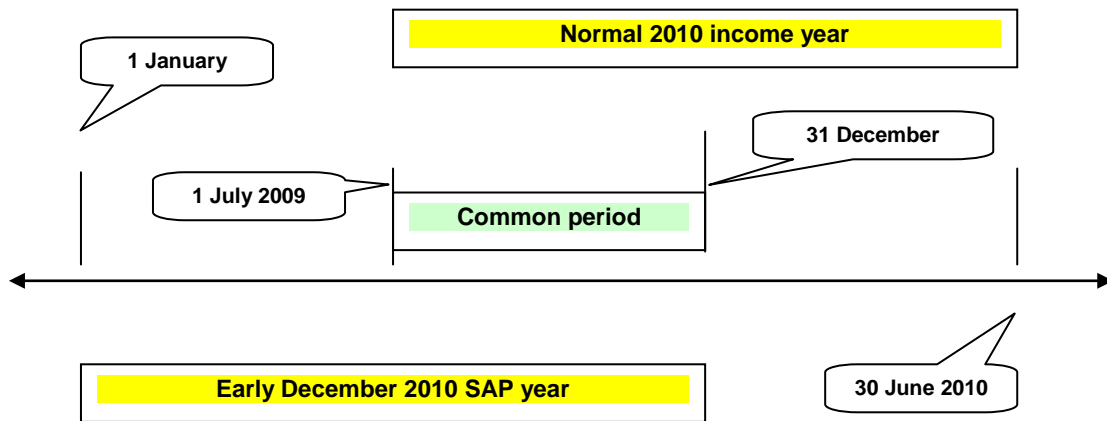 Normal 2010 income year
1 January
31 December
1 July 2009
Common period
Early December 2010 SAP year
30 June 2010